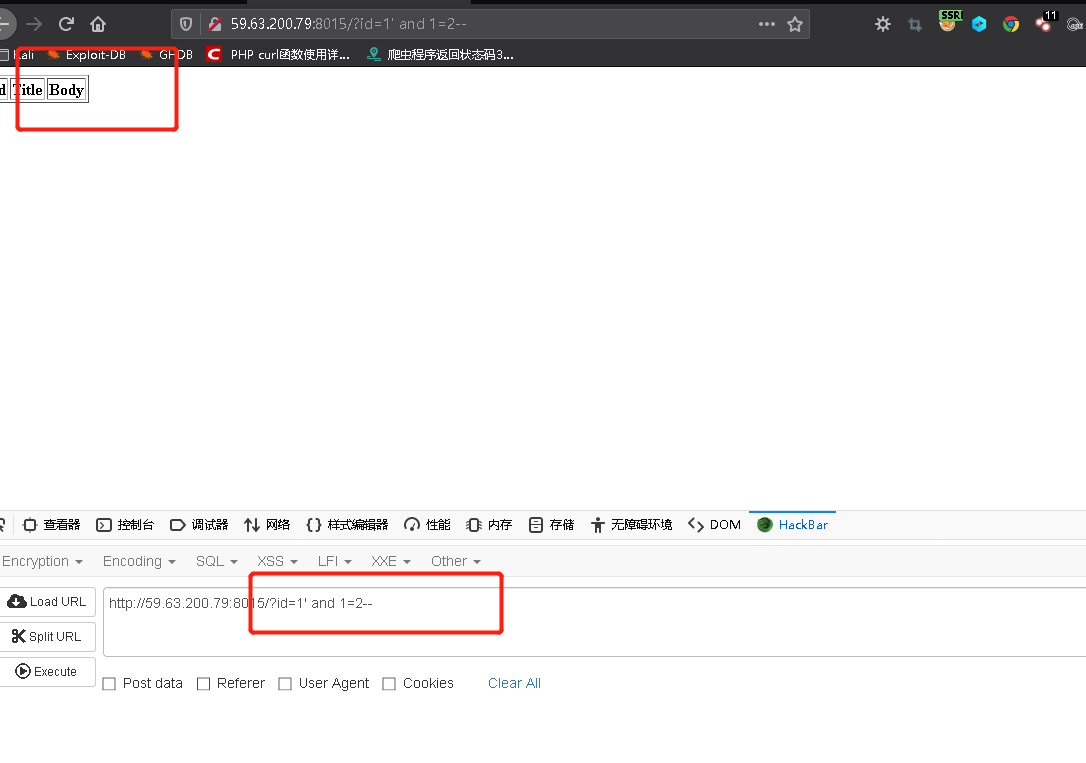 59.63.200.79:8015/?id=1' and 1=2--
SSR
11
Kali Exploit-DB GHDB PHP curl函数使用详... 爬虫程序返回状态码3...
d Title Body
查看器 控制台 调试器 网络 样式编辑器 性能 内存 存储 无障碍环境 DOM HackBar
Encryption Encoding SQL XSS LFI XXE Other
Load URL http://59.63.200.79:8015/?id=1' and 1=2--
Split URL
Execute
Post data Referer User Agent Cookies Clear All